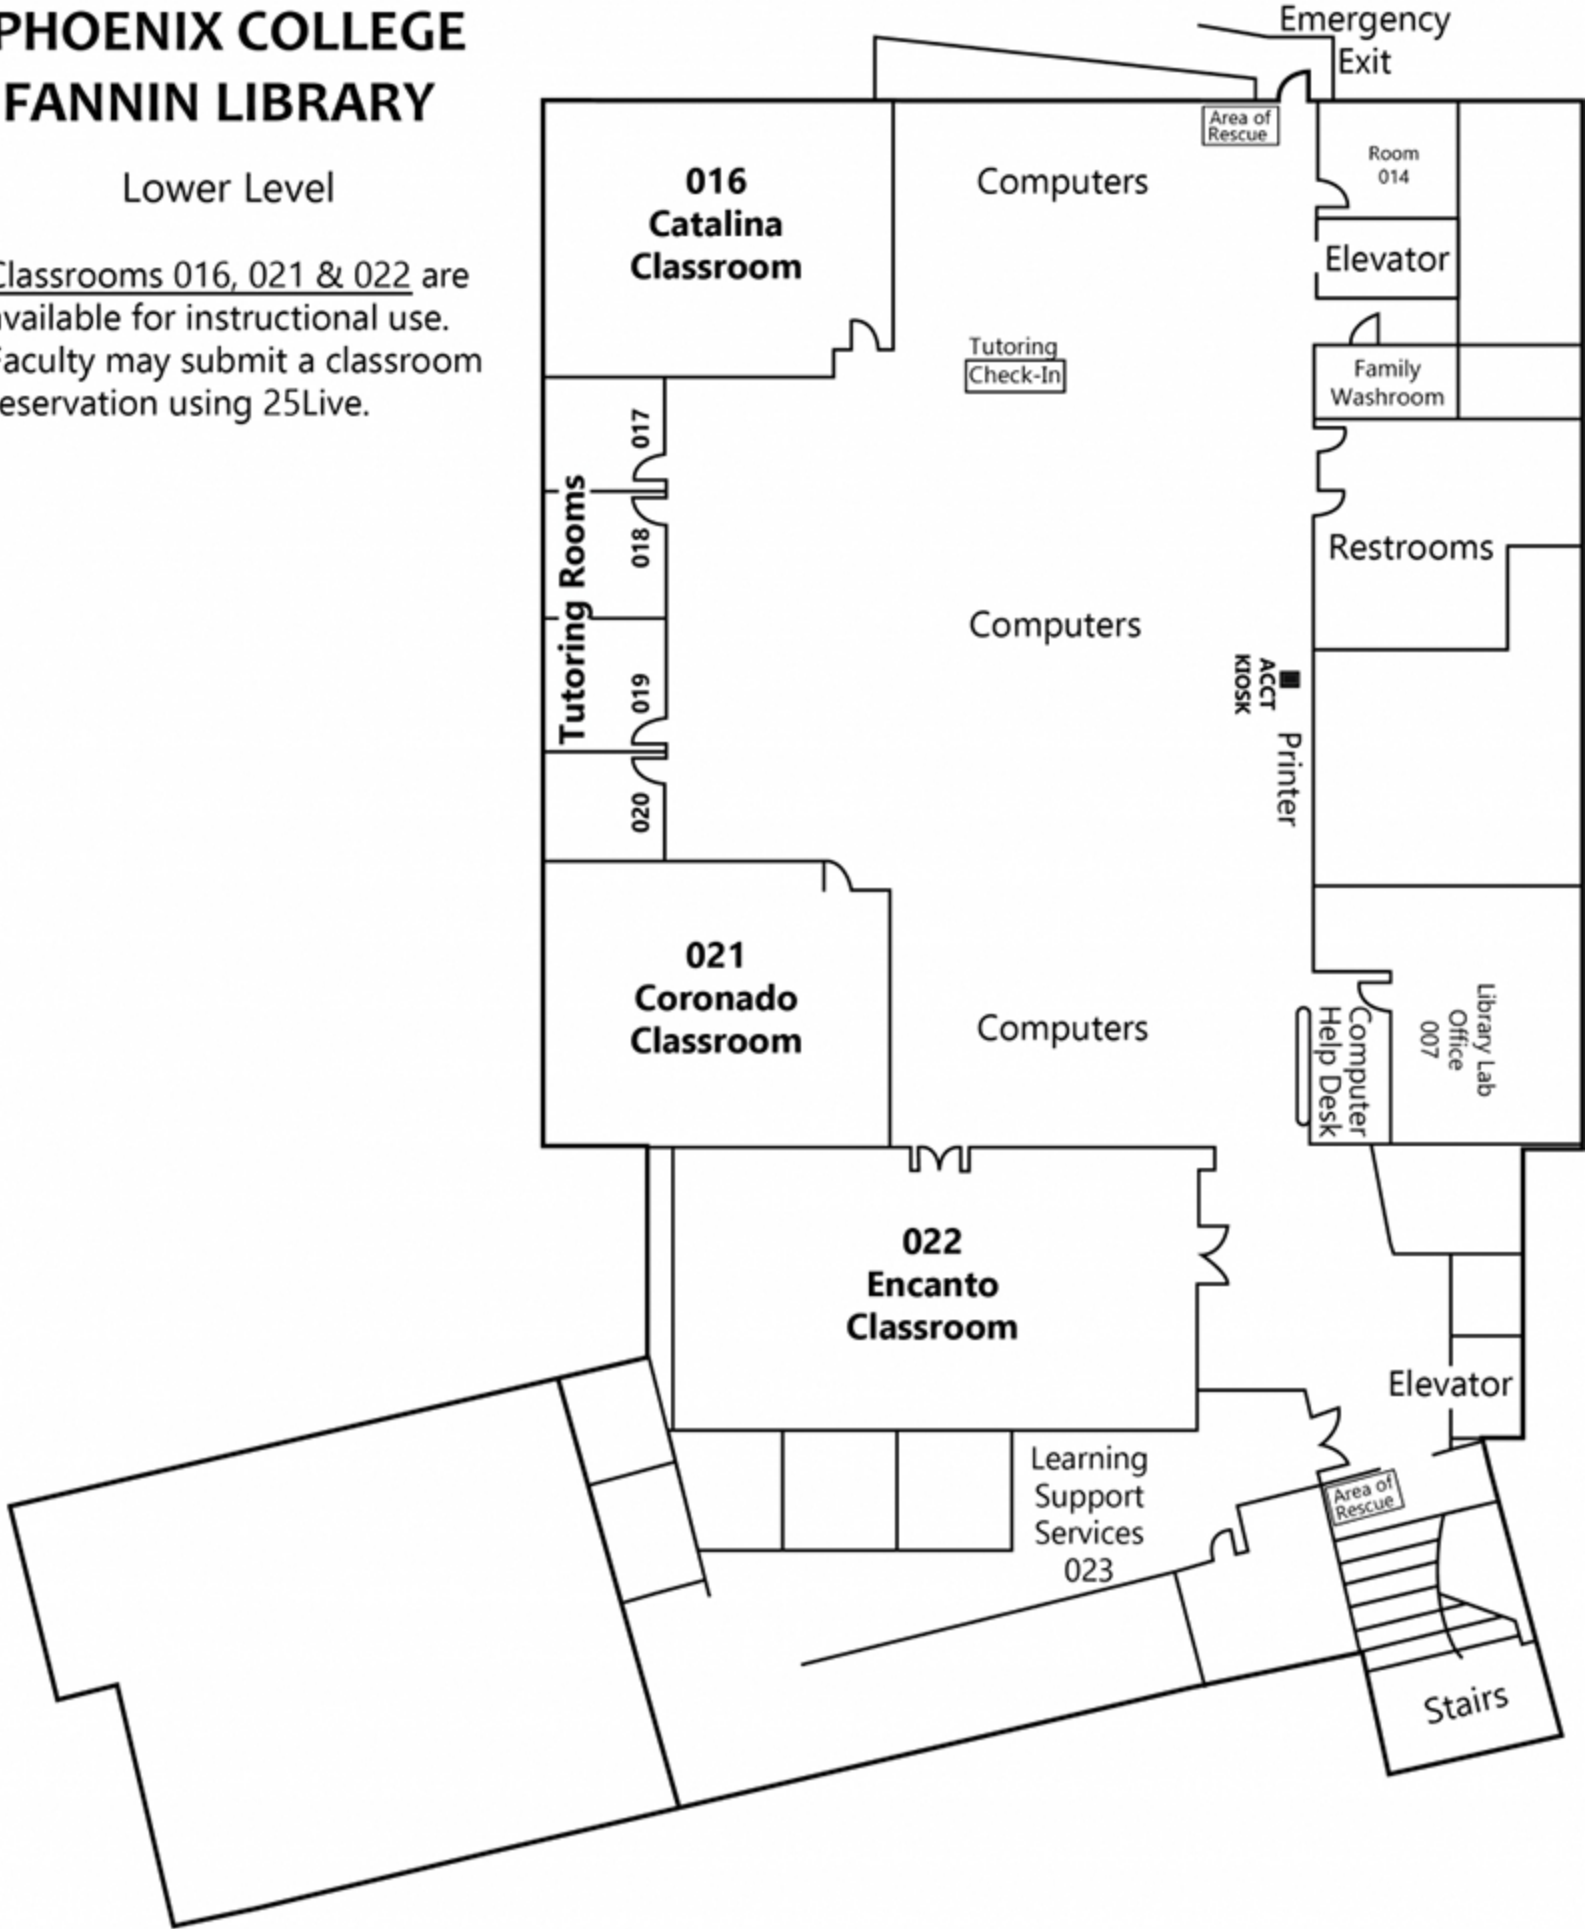 PHOENIX COLLEGE
FANNIN LIBRARY
Lower Level
Classrooms 016, 021 & 022 are
available for instructional use.
Faculty may submit a classroom
reservation using 25Live.
Emergency
Exit
Area of
Rescue
016
Catalina
Classroom
Computers
Room
014
Elevator
Tutoring
Check-In
Family
Washroom
Tutoring Rooms
017
018
019
020
Restrooms
Computers
ACCT
KIOSK
Printer
021
Coronado
Classroom
Computers
Computer
Help Desk
Library Lab
Office
007
022
Encanto
Classroom
Elevator
Learning
Support
Services
023
Area of
Rescue
Stairs